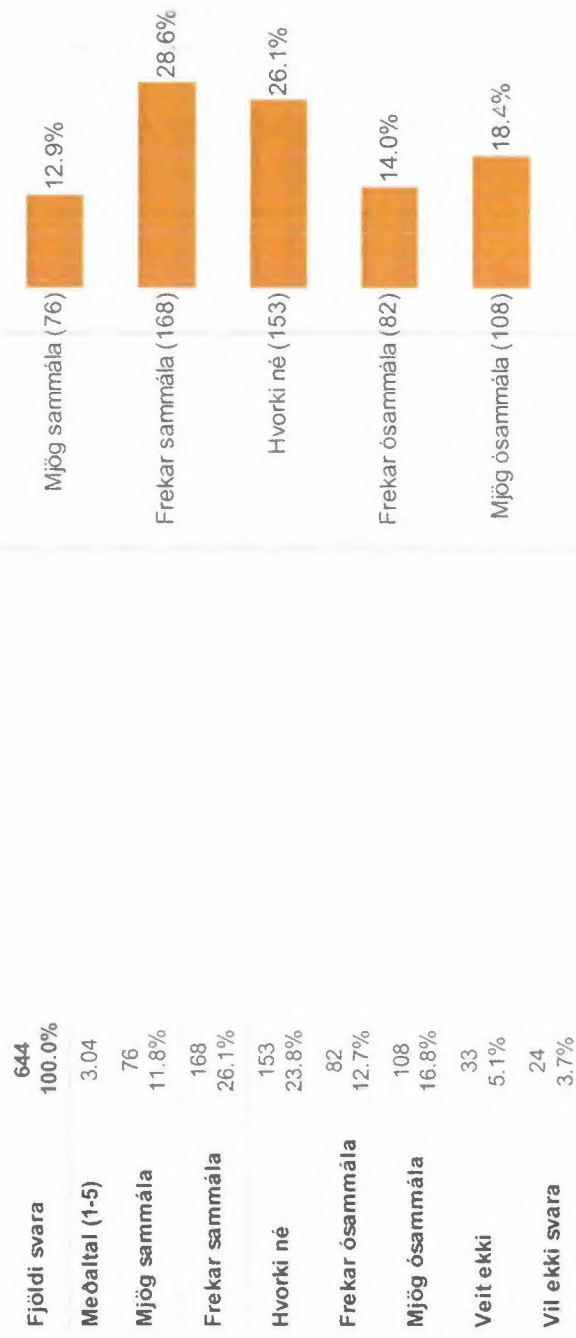 Fjöldi svara
644
100.0%
Meðaltal (1-5)
3.04
Mjög sammála
76
11.8%
Frekar sammála
168
26.1%
Hvorki né
153
23.8%
Frekar ósammála
82
12.7%
Mjög ósammála
108
16.8%
Veit ekki
33
5.1%
Vil ekki svara
24
3.7%
Mjög sammála (76)
12.9%
Frekar sammála (168)
28.6%
Hvorki né (153)
26.1%
Frekar ósammála (82)
14.0%
Mjög ósammála (108)
18.4%